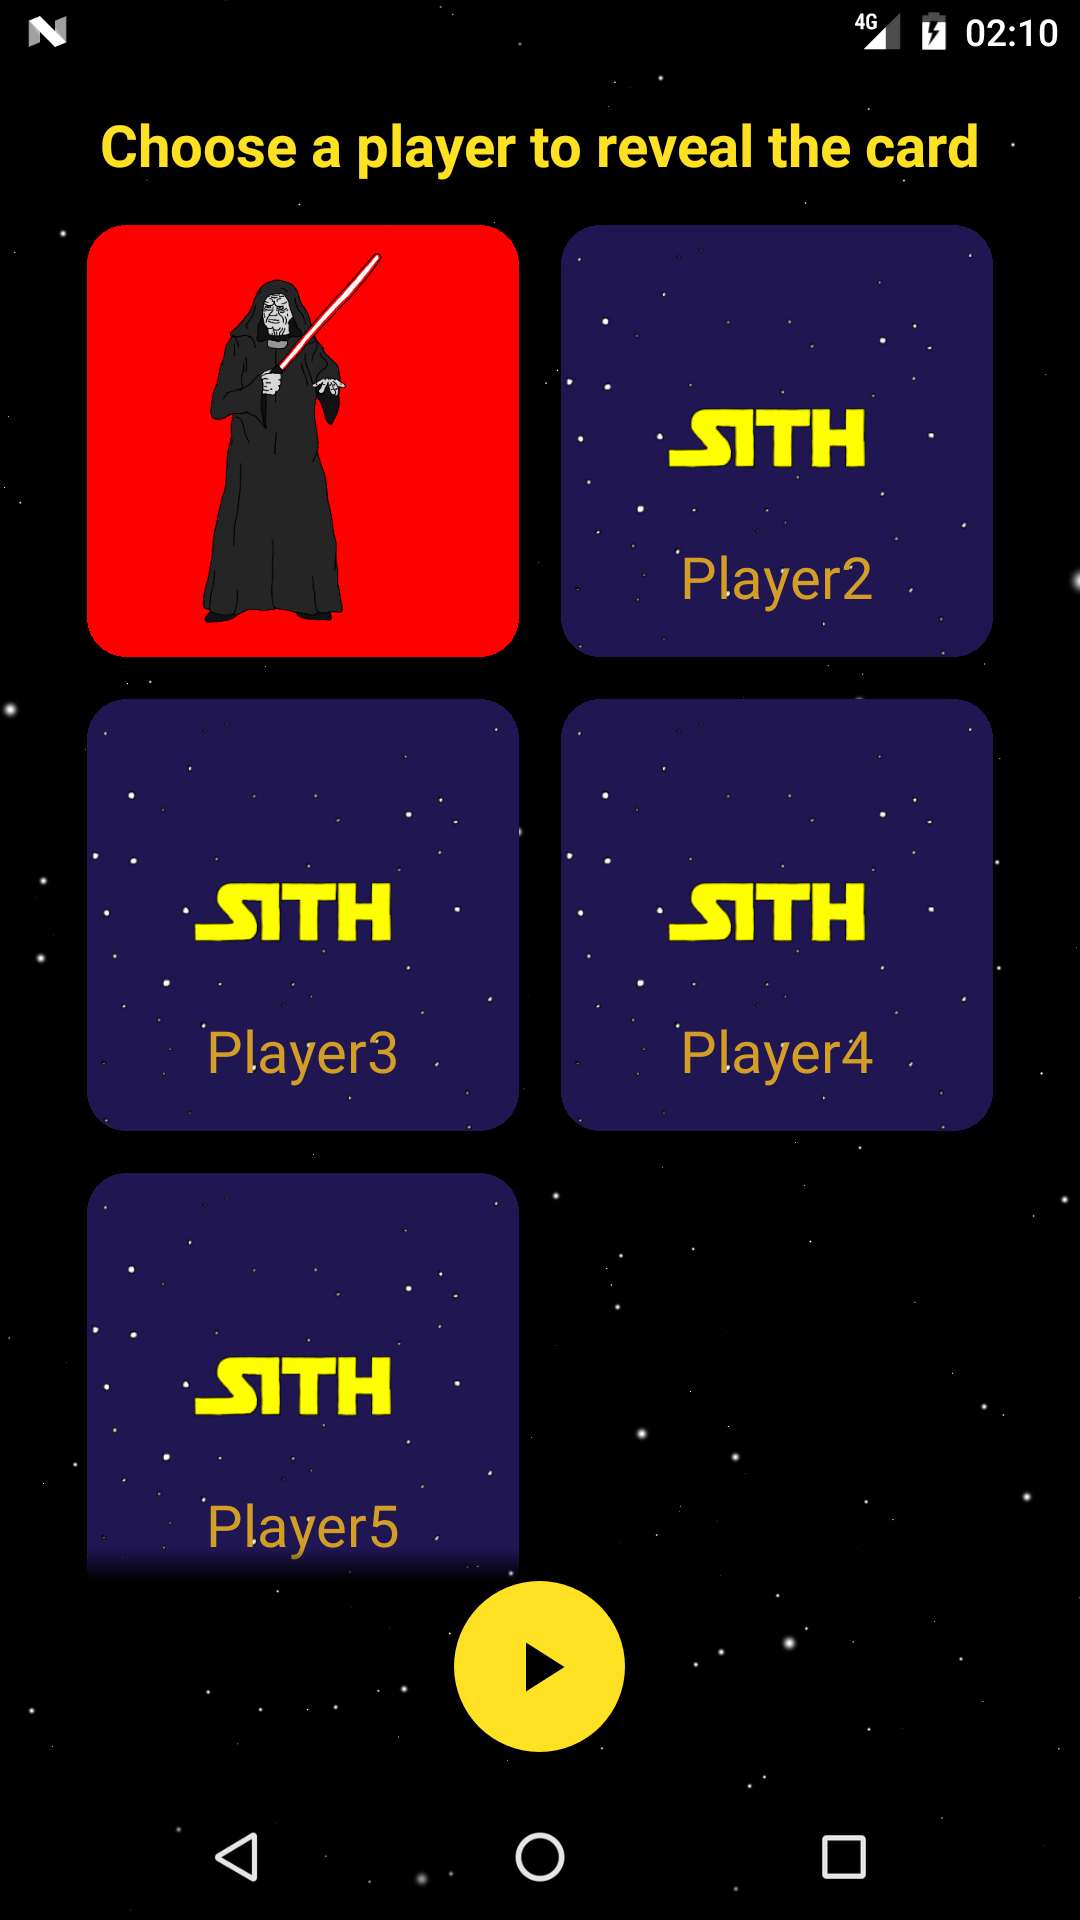 4G 02:10
Choose a player to reveal the card
SITH
Player2
SITH
Player3
SITH
Player4
SITH
Player5